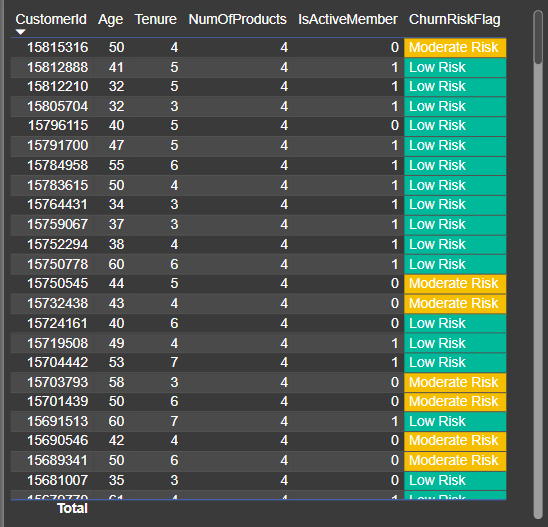 CustomerId Age Tenure NumOfProducts IsActiveMember ChurnRiskFlag
15815316 50 4 4 0 Moderate Risk
15812888 41 5 4 1 Low Risk
15812210 32 5 4 1 Low Risk
15805704 32 3 4 1 Low Risk
15796115 40 5 4 0 Low Risk
15791700 47 5 4 1 Low Risk
15784958 55 6 4 1 Low Risk
15783615 50 4 4 1 Low Risk
15764431 34 3 4 1 Low Risk
15759067 37 3 4 1 Low Risk
15752294 38 4 4 1 Low Risk
15750778 60 6 4 1 Low Risk
15750545 44 5 4 0 Moderate Risk
15732438 43 4 4 0 Moderate Risk
15724161 40 6 4 0 Low Risk
15719508 49 4 4 1 Low Risk
15704442 53 7 4 1 Low Risk
15703793 58 3 4 0 Moderate Risk
15701439 50 6 4 0 Moderate Risk
15691513 60 7 4 1 Low Risk
15690546 42 4 4 0 Moderate Risk
15689341 50 6 4 0 Moderate Risk
15681007 35 3 4 0 Low Risk
61 4 4 1 Low Risk
Total